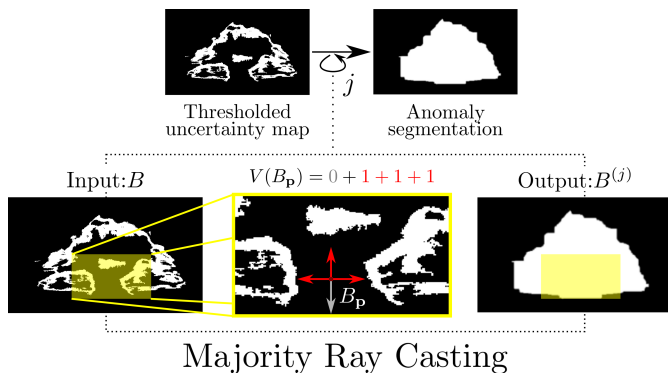 j
Thresholded
uncertainty map
Anomaly
segmentation
Input:B
V(B_p) = 0 + 1 + 1 + 1
Output:B^(j)
B_p
Majority Ray Casting